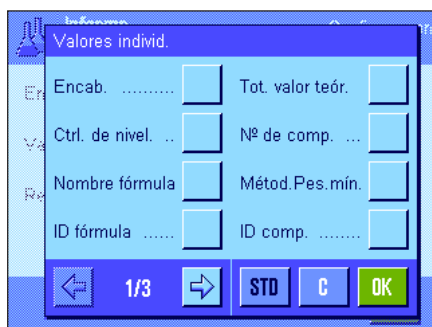 Informe
Valores individ.
Encab. ..........
Tot. valor teór.
Ctrl. de nivel. ..
Nº de comp. ...
Nombre fórmula
Métod.Pes.mín.
ID fórmula ......
ID comp. ........
1/3
STD
C
OK